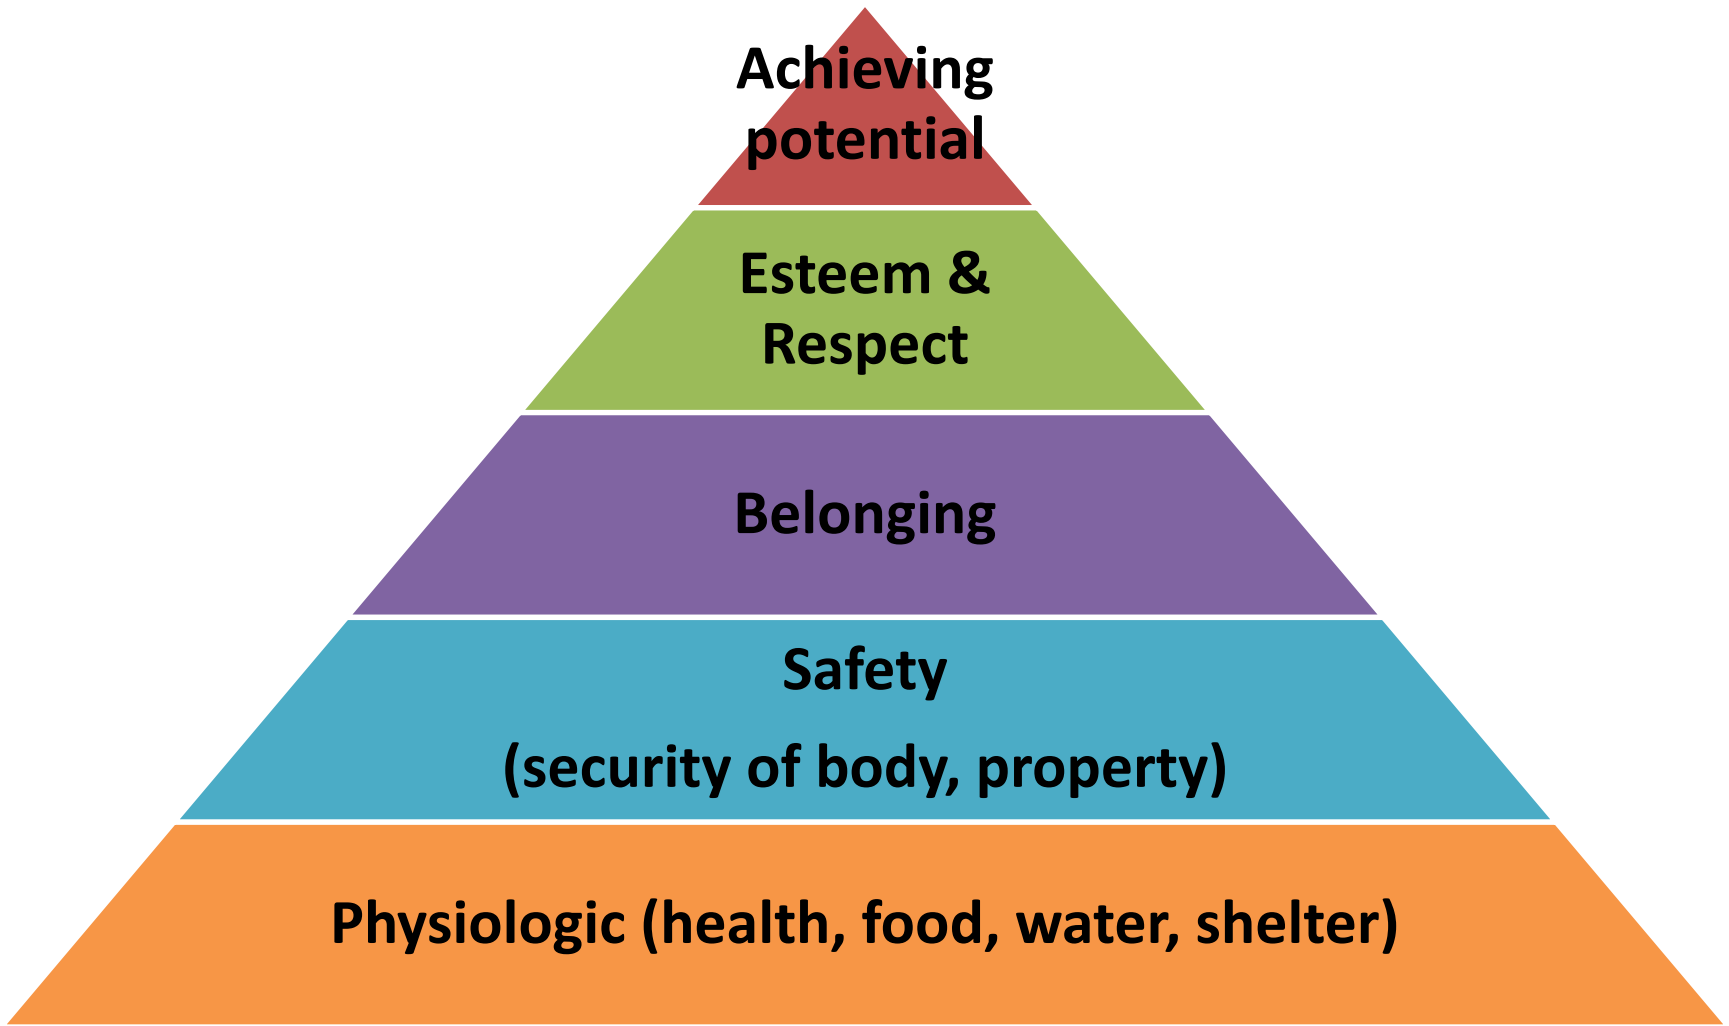 Achieving
potential
Esteem &
Respect
Belonging
Safety
(security of body, property)
Physiologic (health, food, water, shelter)